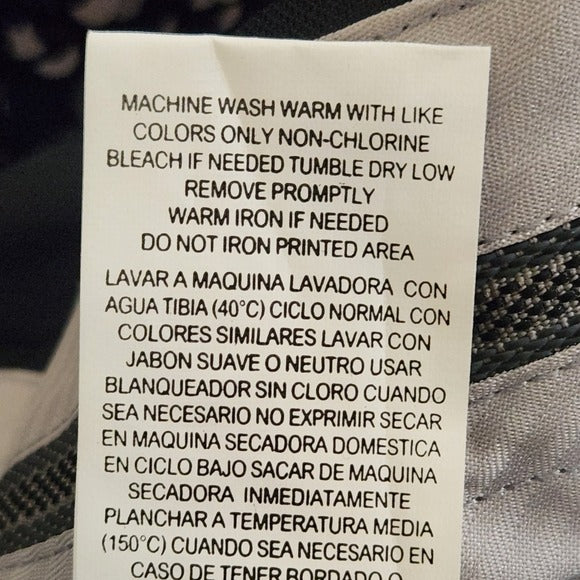 MACHINE WASH WARM WITH LIKE
COLORS ONLY NON-CHLORINE
BLEACH IF NEEDED TUMBLE DRY LOW
REMOVE PROMPTLY
WARM IRON IF NEEDED
DO NOT IRON PRINTED AREA
LAVAR A MAQUINA LAVADORA CON
AGUA TIBIA (40°C) CICLO NORMAL CON
COLORES SIMILARES LAVAR CON
JABON SUAVE O NEUTRO USAR
BLANQUEADOR SIN CLORO CUANDO
SEA NECESARIO NO EXPRIMIR SECAR
EN MAQUINA SECADORA DOMESTICA
EN CICLO BAJO SACAR DE MAQUINA
SECADORA INMEDIATAMENTE
PLANCHAR A TEMPERATURA MEDIA
(150°C) CUANDO SEA NECESARIO EN
CASO DE TENER BORDADO O